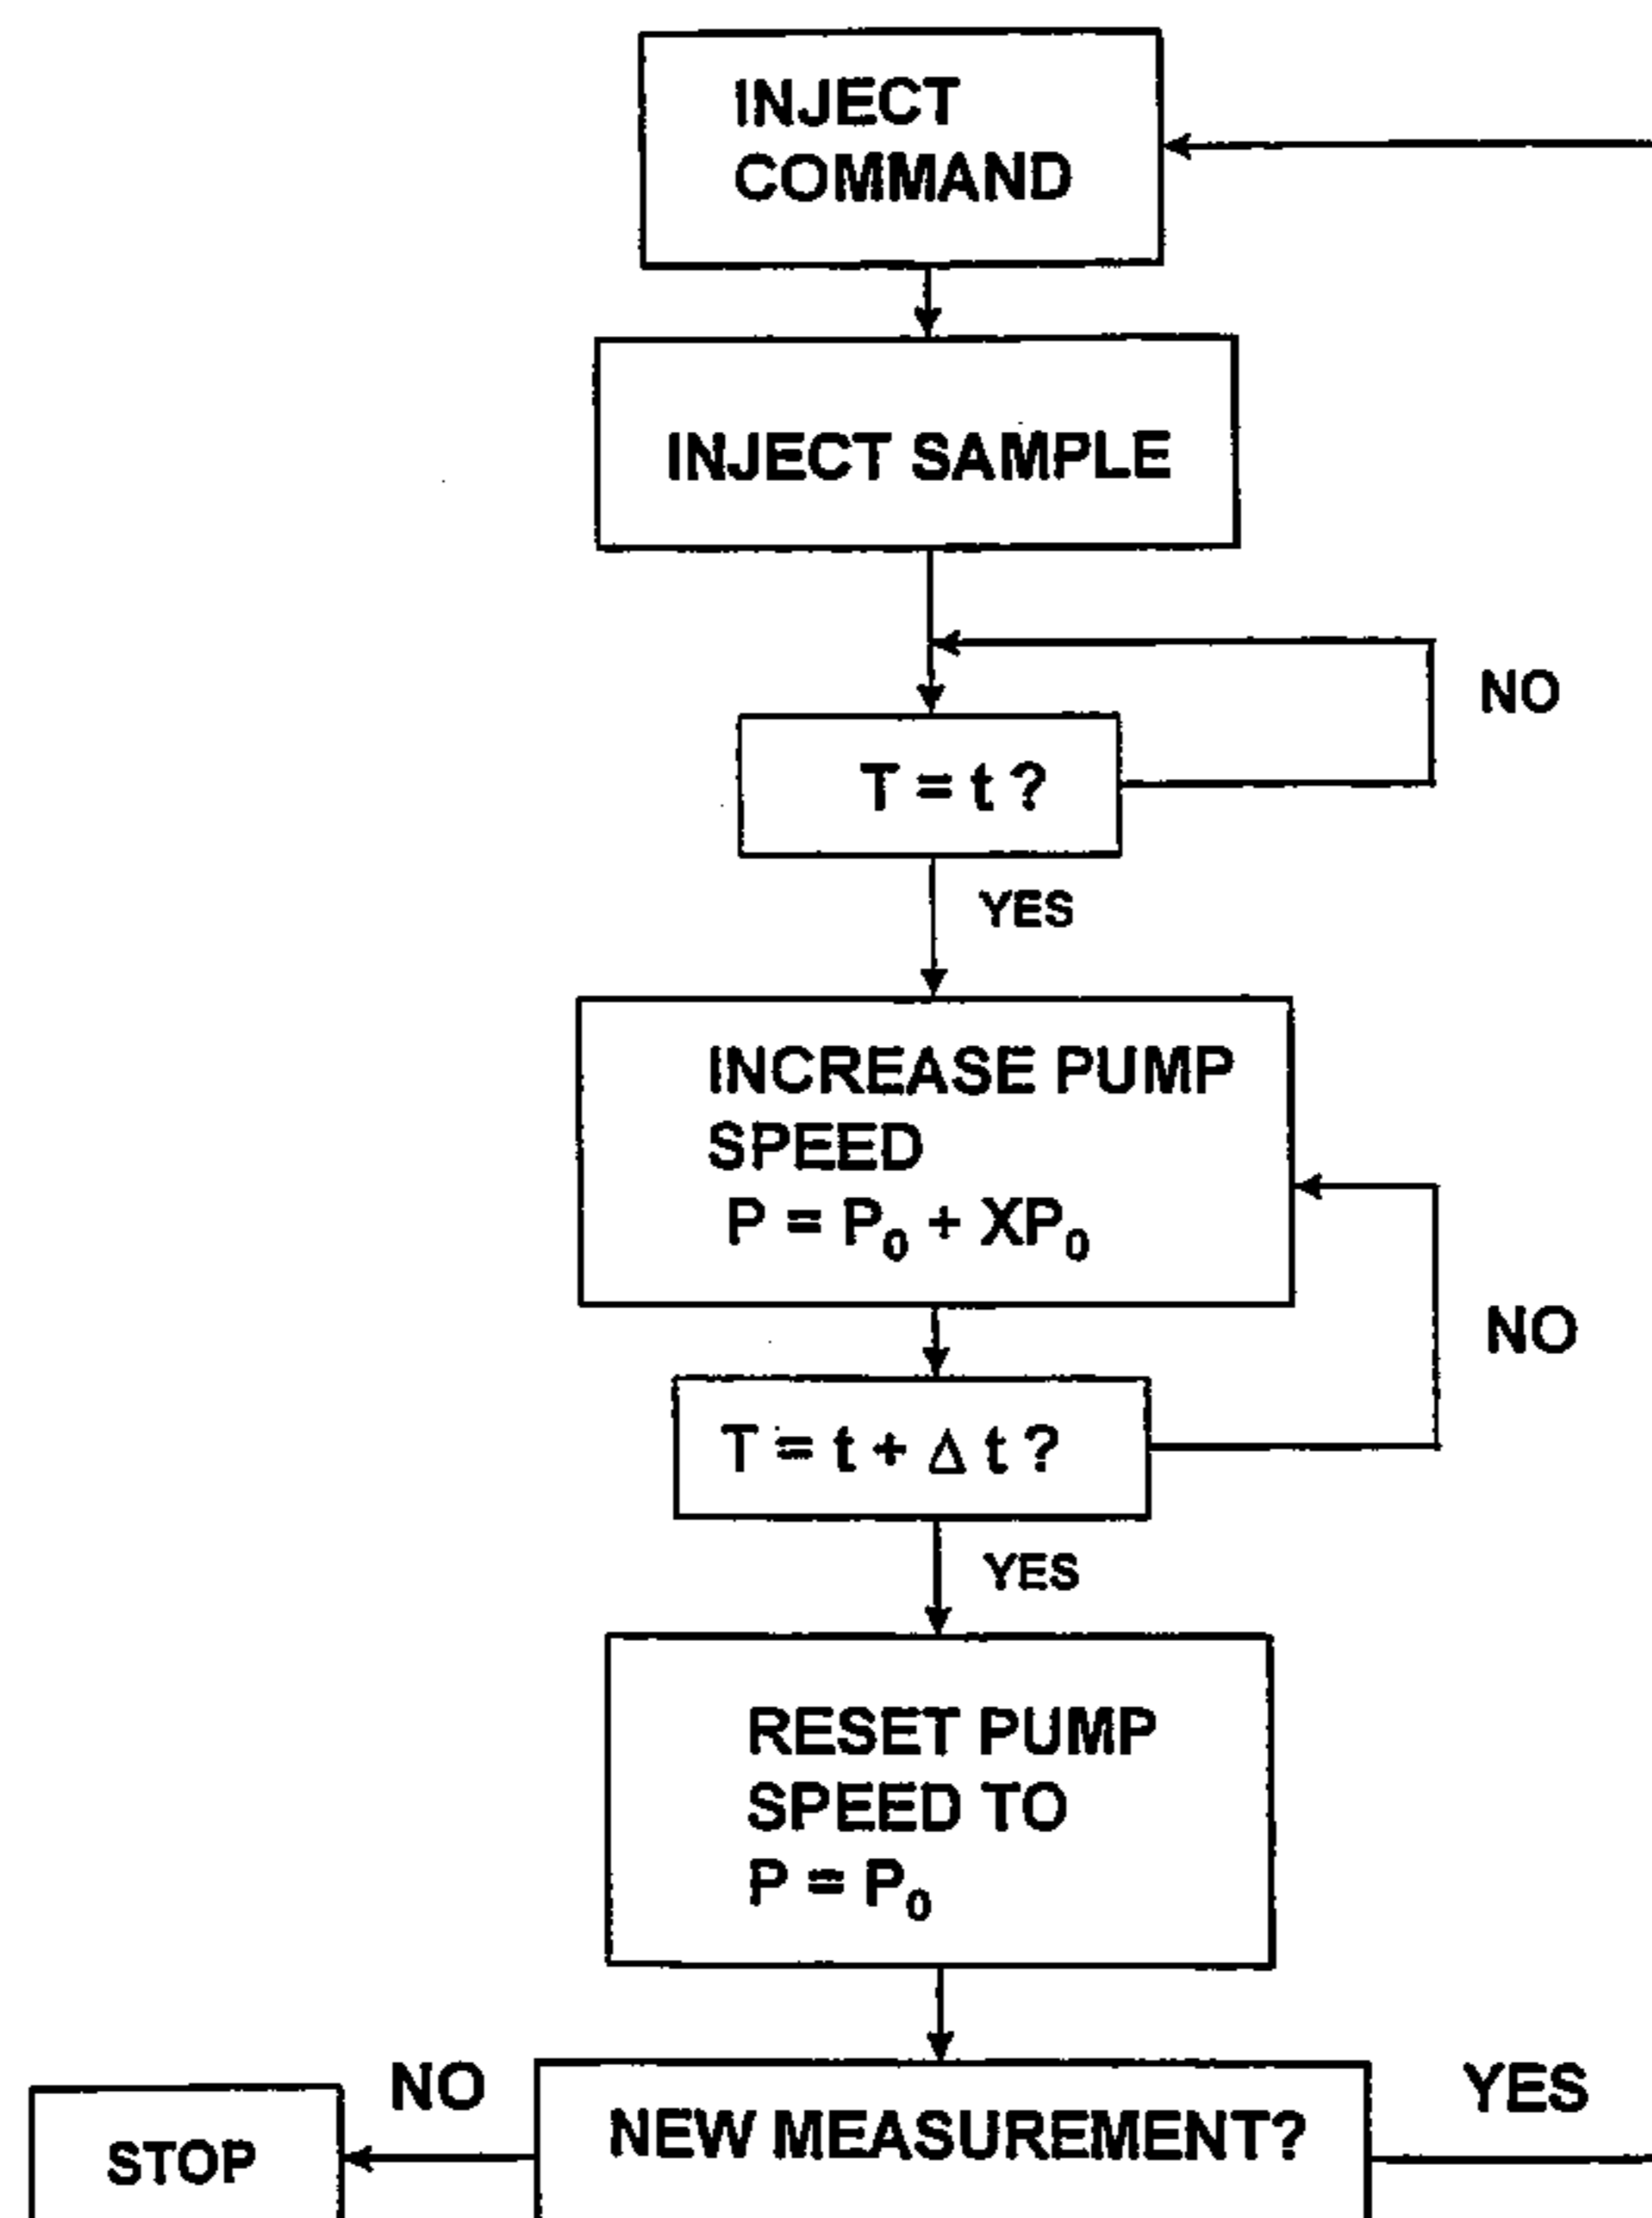 INJECT
COMMAND
INJECT SAMPLE
NO
T = t ?
YES
INCREASE PUMP
SPEED
P = P₀ + XP₀
NO
T = t + Δ t ?
YES
RESET PUMP
SPEED TO
P = P₀
NO
YES
STOP
NEW MEASUREMENT?